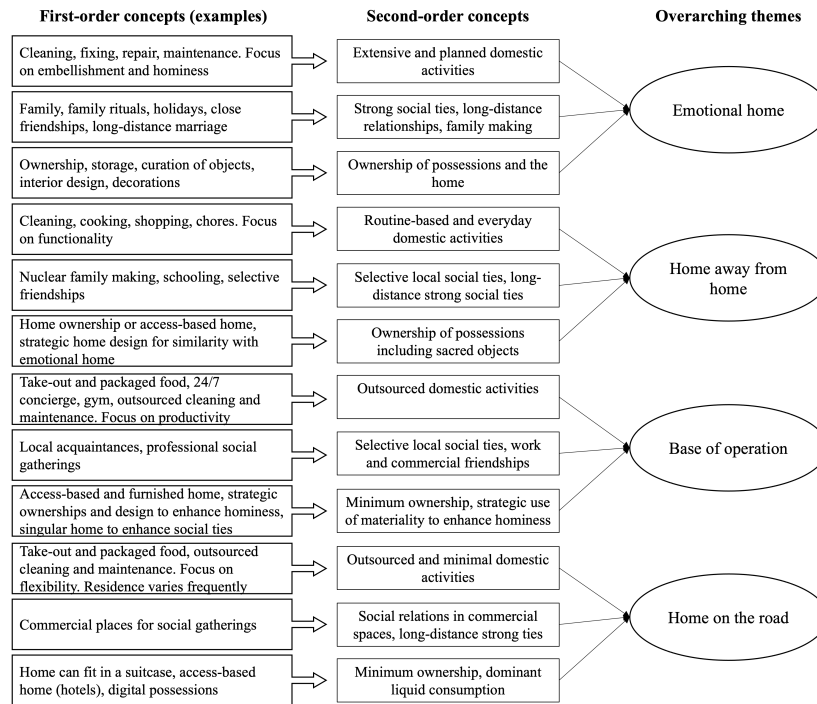 First-order concepts (examples)
Second-order concepts
Overarching themes
Cleaning, fixing, repair, maintenance. Focus
on embellishment and hominess
Extensive and planned domestic
activities
Family, family rituals, holidays, close
friendships, long-distance marriage
Strong social ties, long-distance
relationships, family making
Ownership, storage, curation of objects,
interior design, decorations
Ownership of possessions and the
home
Emotional home
Cleaning, cooking, shopping, chores. Focus
on functionality
Routine-based and everyday
domestic activities
Nuclear family making, schooling, selective
friendships
Selective local social ties, long-
distance strong social ties
Home ownership or access-based home,
strategic home design for similarity with
emotional home
Ownership of possessions
including sacred objects
Home away from
home
Take-out and packaged food, 24/7
concierge, gym, outsourced cleaning and
maintenance. Focus on productivity
Outsourced domestic activities
Local acquaintances, professional social
gatherings
Selective local social ties, work
and commercial friendships
Access-based and furnished home, strategic
ownerships and design to enhance hominess,
singular home to enhance social ties
Minimum ownership, strategic use
of materiality to enhance hominess
Base of operation
Take-out and packaged food, outsourced
cleaning and maintenance. Focus on
flexibility. Residence varies frequently
Outsourced and minimal domestic
activities
Commercial places for social gatherings
Social relations in commercial
spaces, long-distance strong ties
Home can fit in a suitcase, access-based
home (hotels), digital possessions
Minimum ownership, dominant
liquid consumption
Home on the road